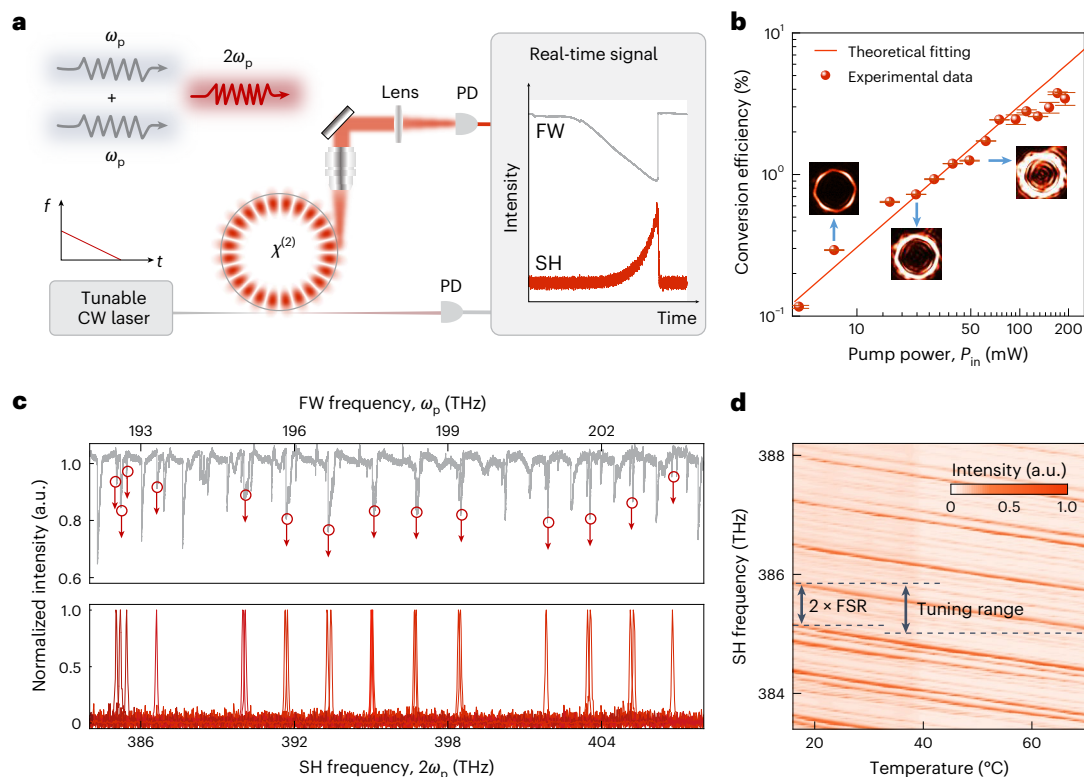 a
ωp
+
ωp
2ωp
f
t
Tunable
CW laser
χ(2)
Lens
PD
PD
Real-time signal
FW
SH
Intensity
Time
b
Conversion efficiency (%)
10¹
10⁰
10⁻¹
Theoretical fitting
Experimental data
10
50
100
200
Pump power, Pin (mW)
c
FW frequency, ωp (THz)
193
196
199
202
Normalized intensity (a.u.)
1.0
0.8
0.6
1.0
0.5
0
386
392
398
404
SH frequency, 2ωp (THz)
d
SH frequency (THz)
388
386
384
Intensity (a.u.)
0
0.5
1.0
2 × FSR
Tuning range
20
40
60
Temperature (°C)